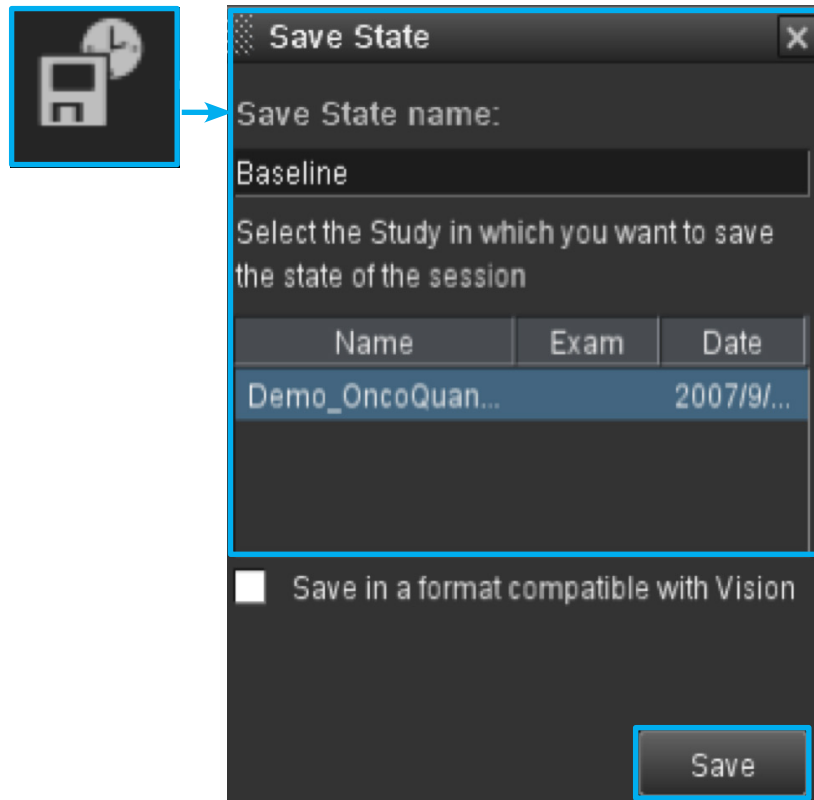 Save State
Save State name:
Baseline
Select the Study in which you want to save
the state of the session
Name Exam Date
Demo_OncoQuan... 2007/9/...
Save in a format compatible with Vision
Save